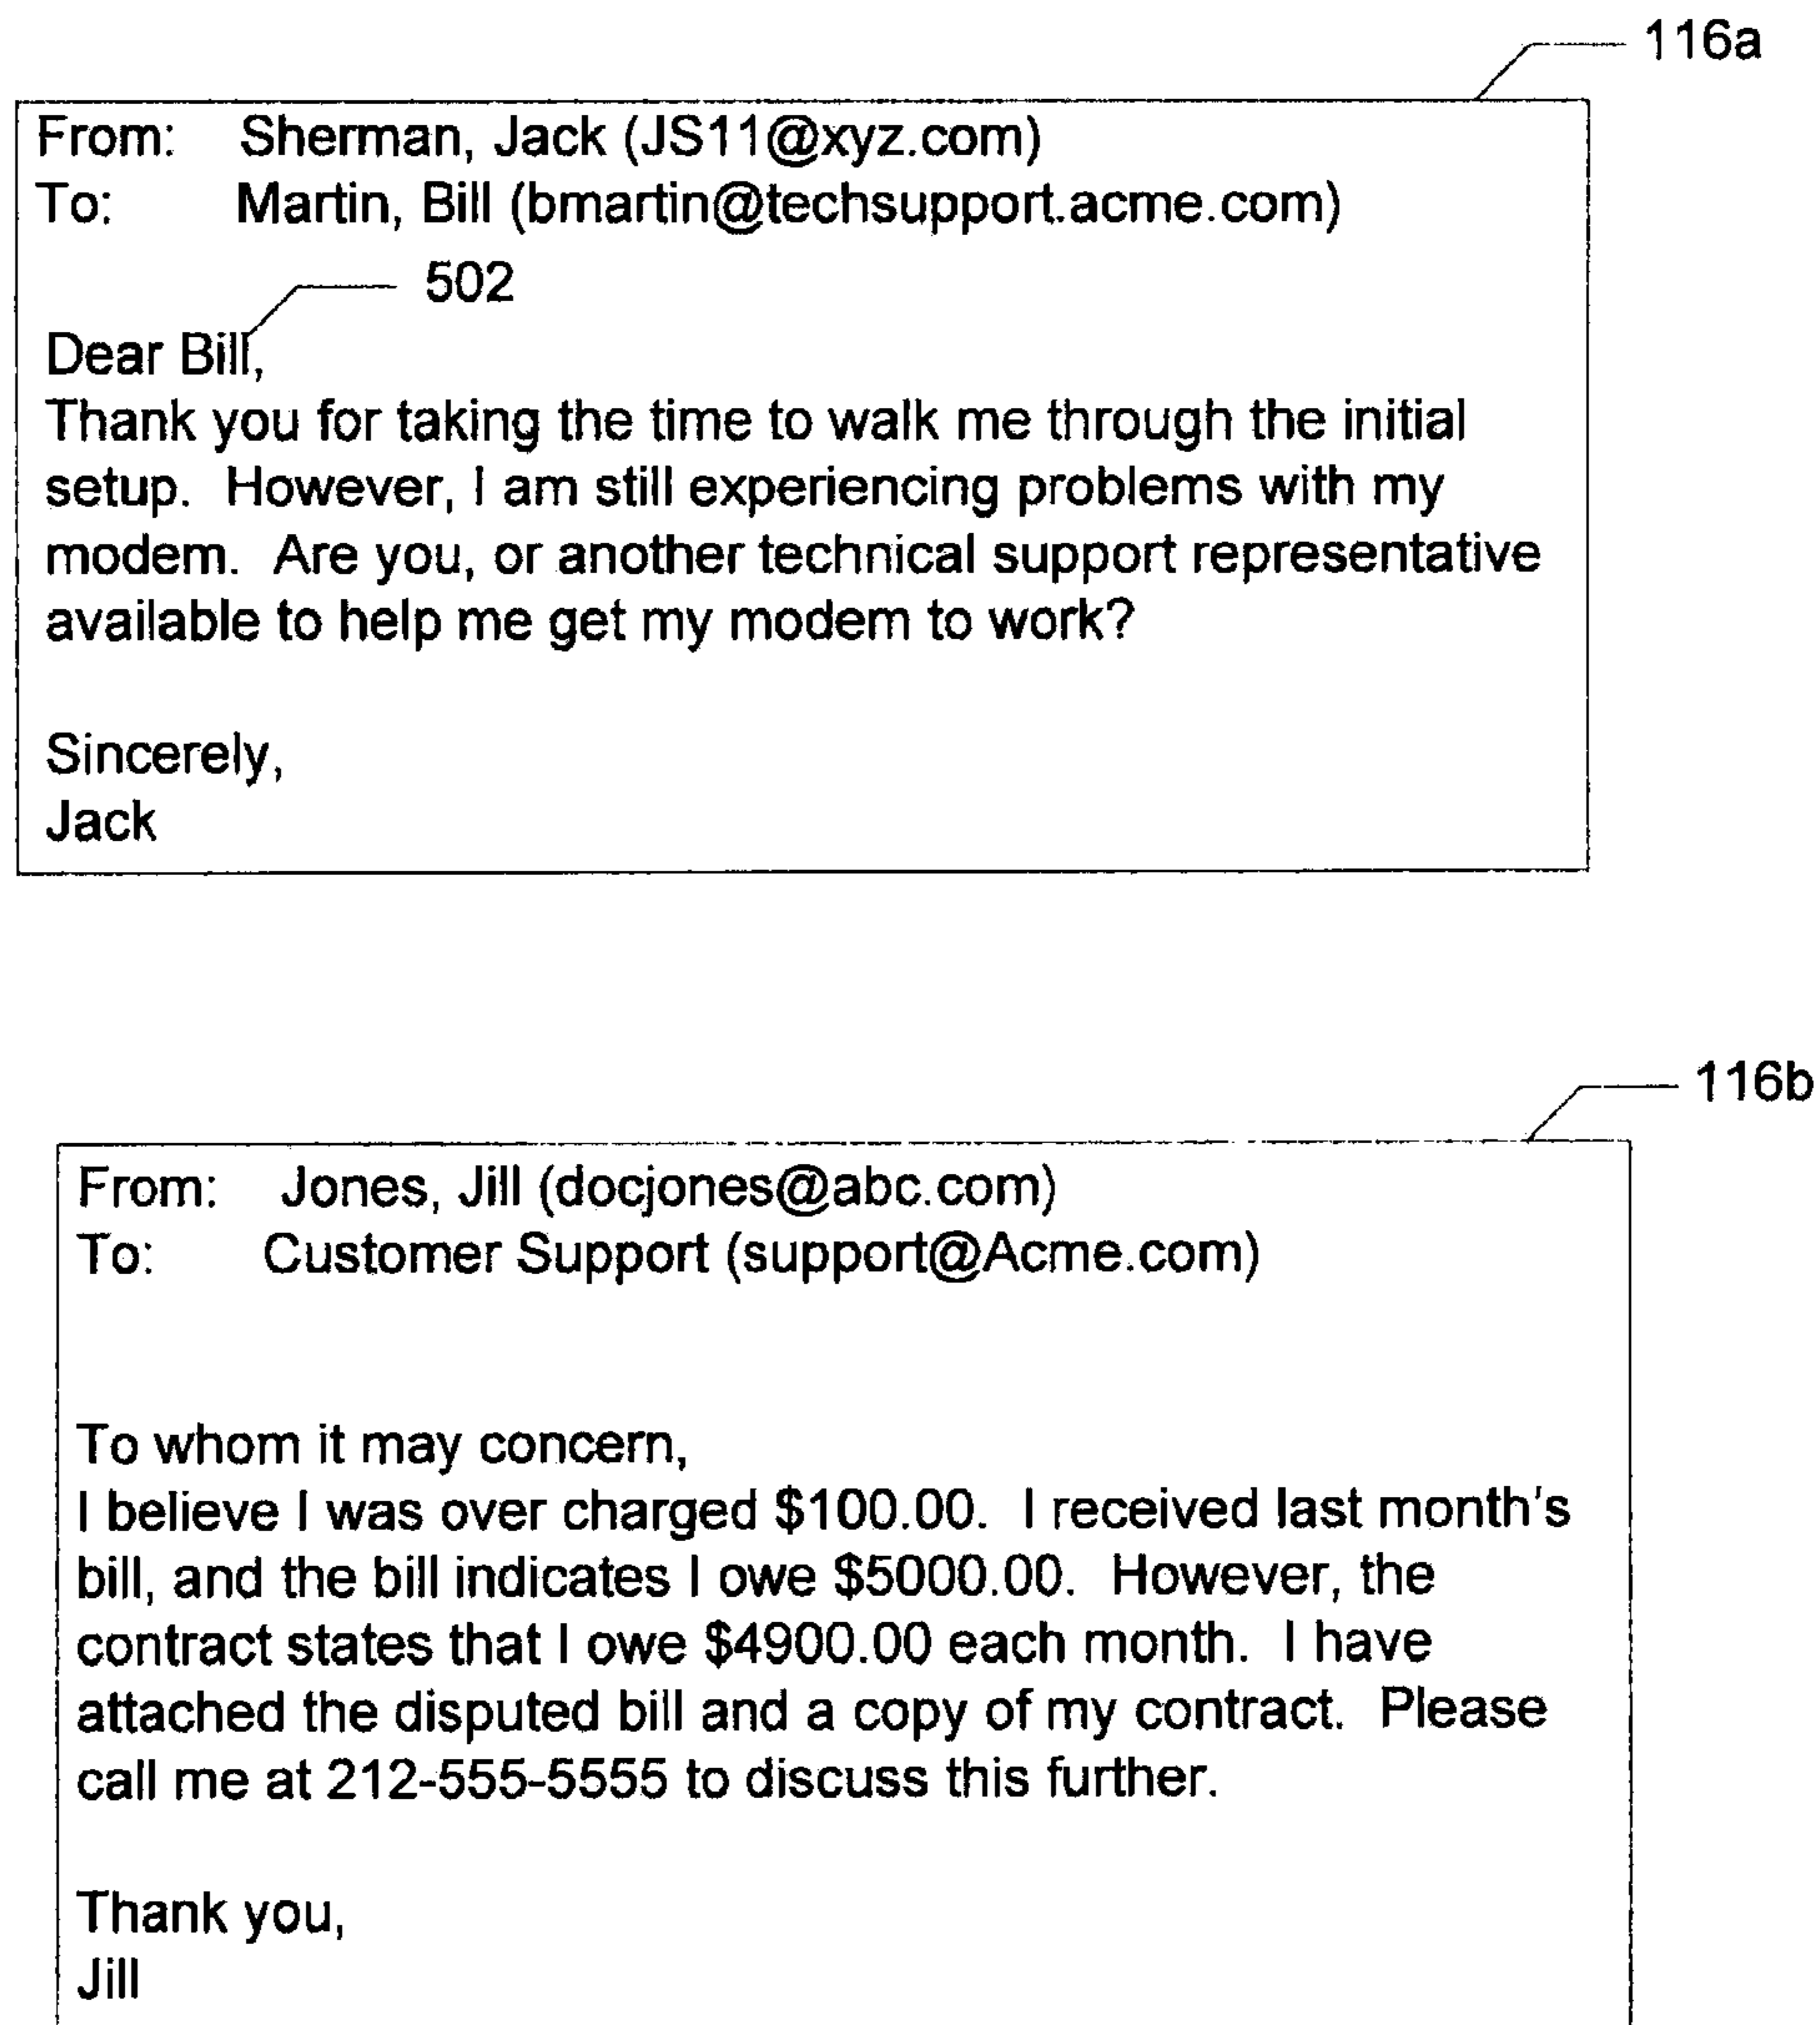 116a
From: Sherman, Jack (JS11@xyz.com)
To: Martin, Bill (bmartin@techsupport.acme.com)
502
Dear Bill,
Thank you for taking the time to walk me through the initial
setup. However, I am still experiencing problems with my
modem. Are you, or another technical support representative
available to help me get my modem to work?
Sincerely,
Jack
116b
From: Jones, Jill (docjones@abc.com)
To: Customer Support (support@Acme.com)
To whom it may concern,
I believe I was over charged $100.00. I received last month's
bill, and the bill indicates I owe $5000.00. However, the
contract states that I owe $4900.00 each month. I have
attached the disputed bill and a copy of my contract. Please
call me at 212-555-5555 to discuss this further.
Thank you,
Jill